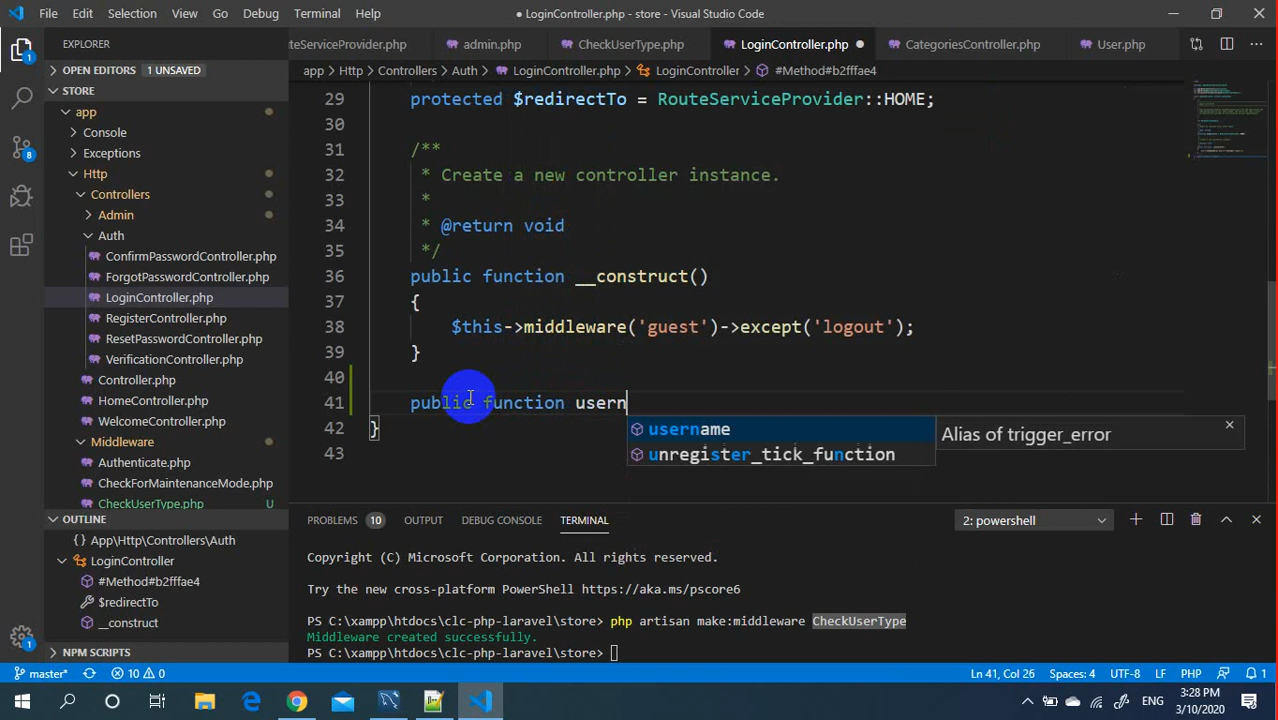 File Edit Selection View Go Debug Terminal Help
● LoginController.php - store - Visual Studio Code
EXPLORER
OPEN EDITORS 1 UNSAVED
STORE
app
Console
Exceptions
Http
Controllers
Admin
Auth
ConfirmPasswordController.php
ForgotPasswordController.php
LoginController.php
RegisterController.php
ResetPasswordController.php
VerificationController.php
Controller.php
HomeController.php
WelcomeController.php
Middleware
Authenticate.php
CheckForMaintenanceMode.php
CheckUserType.php U
OUTLINE
App\Http\Controllers\Auth
LoginController
#Method#b2fffae4
$redirectTo
__construct
NPM SCRIPTS
1
8
1
uteServiceProvider.php admin.php CheckUserType.php LoginController.php ● CategoriesController.php User.php
app > Http > Controllers > Auth > LoginController.php > LoginController > #Method#b2fffae4
29 protected $redirectTo = RouteServiceProvider::HOME;
30
31 /**
32 * Create a new controller instance.
33 *
34 * @return void
35 */
36 public function __construct()
37 {
38 $this->middleware('guest')->except('logout');
39 }
40
41 public function usern
42 }
43
username
unregister_tick_function
Alias of trigger_error
PROBLEMS 10 OUTPUT DEBUG CONSOLE TERMINAL 2: powershell
Copyright (C) Microsoft Corporation. All rights reserved.
Try the new cross-platform PowerShell https://aka.ms/pscore6
PS C:\xampp\htdocs\clc-php-laravel\store> php artisan make:middleware CheckUserType
Middleware created successfully.
PS C:\xampp\htdocs\clc-php-laravel\store>
master* 10 0 Ln 41, Col 26 Spaces: 4 UTF-8 LF PHP 1
ENG 3:28 PM
3/10/2020